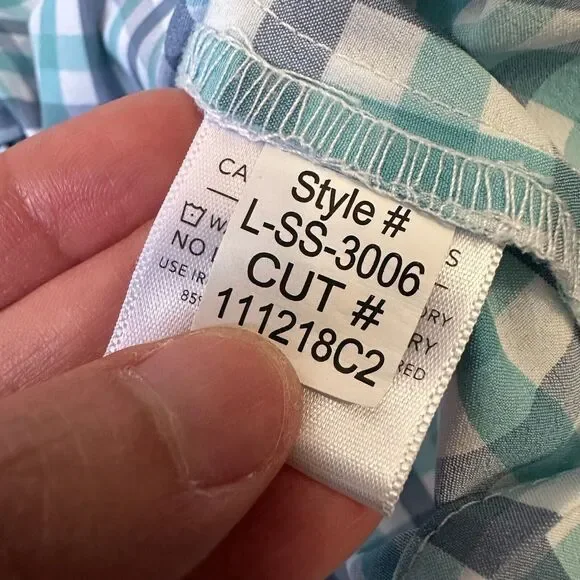 CA
Style #
L-SS-3006
CUT #
111218C2
S
W
NO
USE IR
85%
DRY
RY
RED